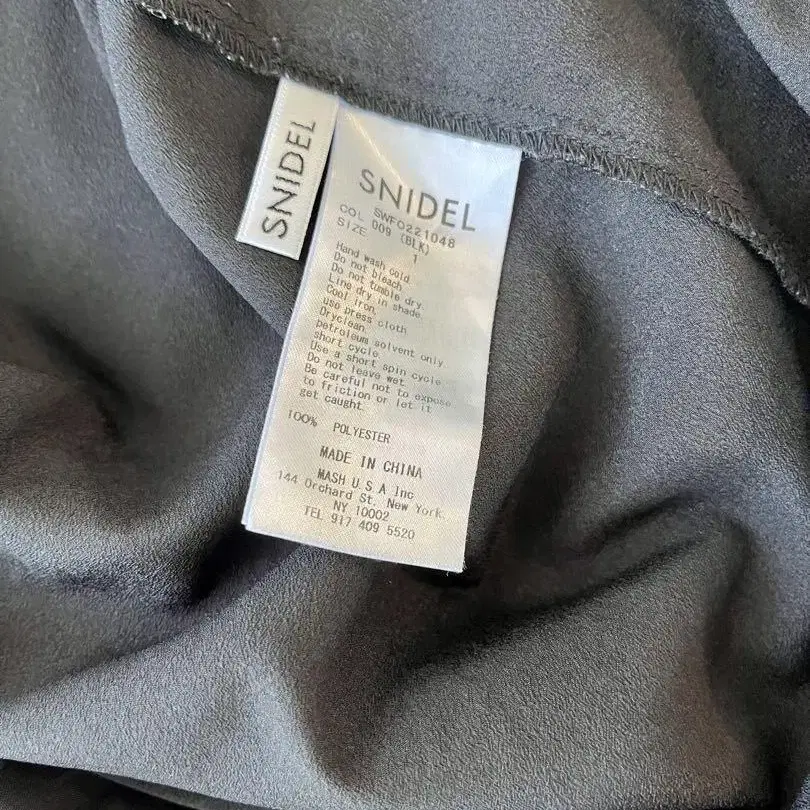 SNIDEL
SNIDEL
SWFO221048
COL 009 (BLK)
SIZE 1
Hand wash cold.
Do not bleach
Do not tumble dry.
Line dry in shade.
Cool iron.
use press cloth
Dryclean.
petroleum solvent only
short cycle
Use a short spin cycle
Do not leave wet.
Be careful not to expose
to friction or let it
get caught.
100% POLYESTER
MADE IN CHINA
MASH U S A Inc
144 Orchard St. New York.
NY 10002
TEL 917 409 5520